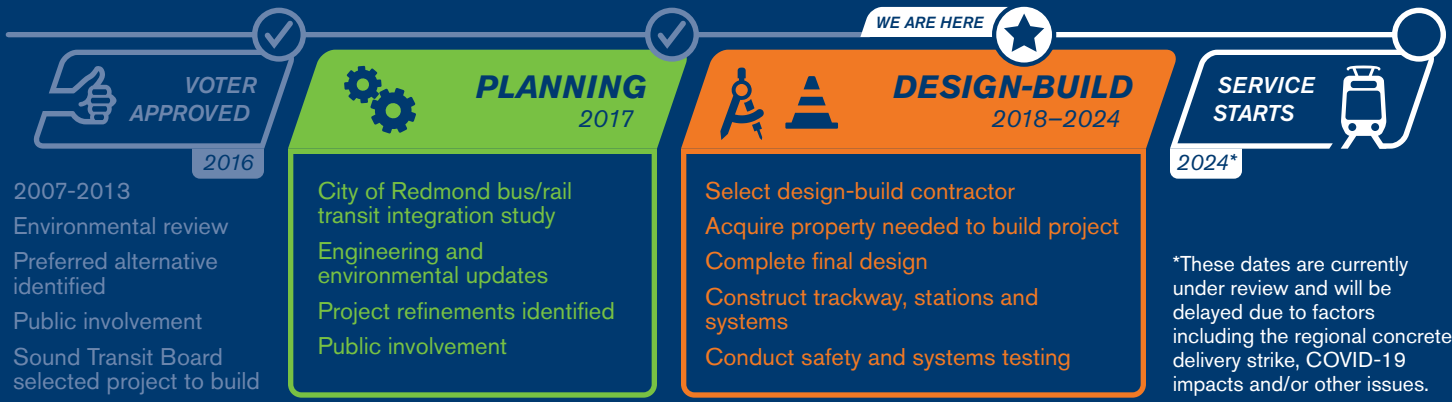 WE ARE HERE
VOTER
APPROVED
2016
2007-2013
Environmental review
Preferred alternative
identified
Public involvement
Sound Transit Board
selected project to build
PLANNING
2017
City of Redmond bus/rail
transit integration study
Engineering and
environmental updates
Project refinements identified
Public involvement
DESIGN-BUILD
2018–2024
Select design-build contractor
Acquire property needed to build project
Complete final design
Construct trackway, stations and
systems
Conduct safety and systems testing
SERVICE
STARTS
2024*
*These dates are currently
under review and will be
delayed due to factors
including the regional concrete
delivery strike, COVID-19
impacts and/or other issues.